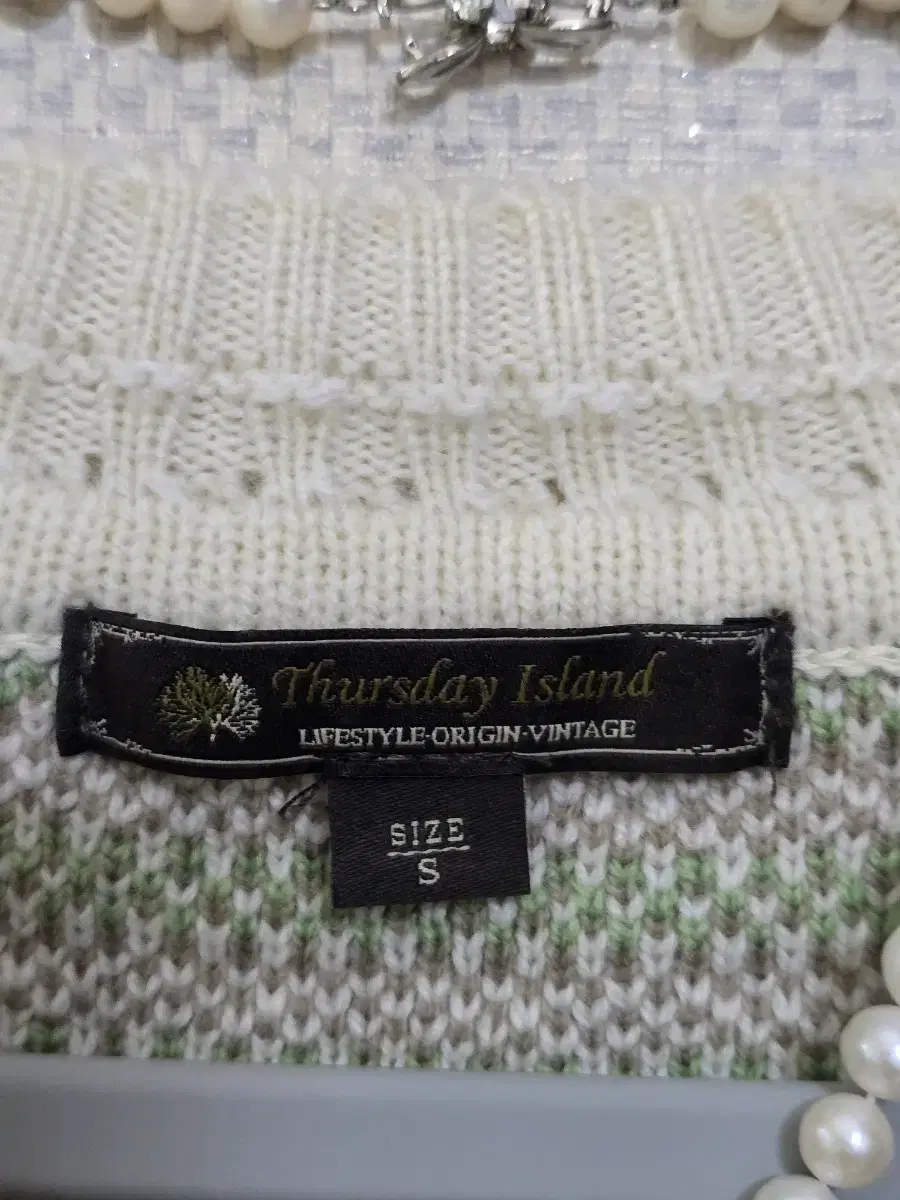 Thursday Island
LIFESTYLE·ORIGIN·VINTAGE
SIZE
S